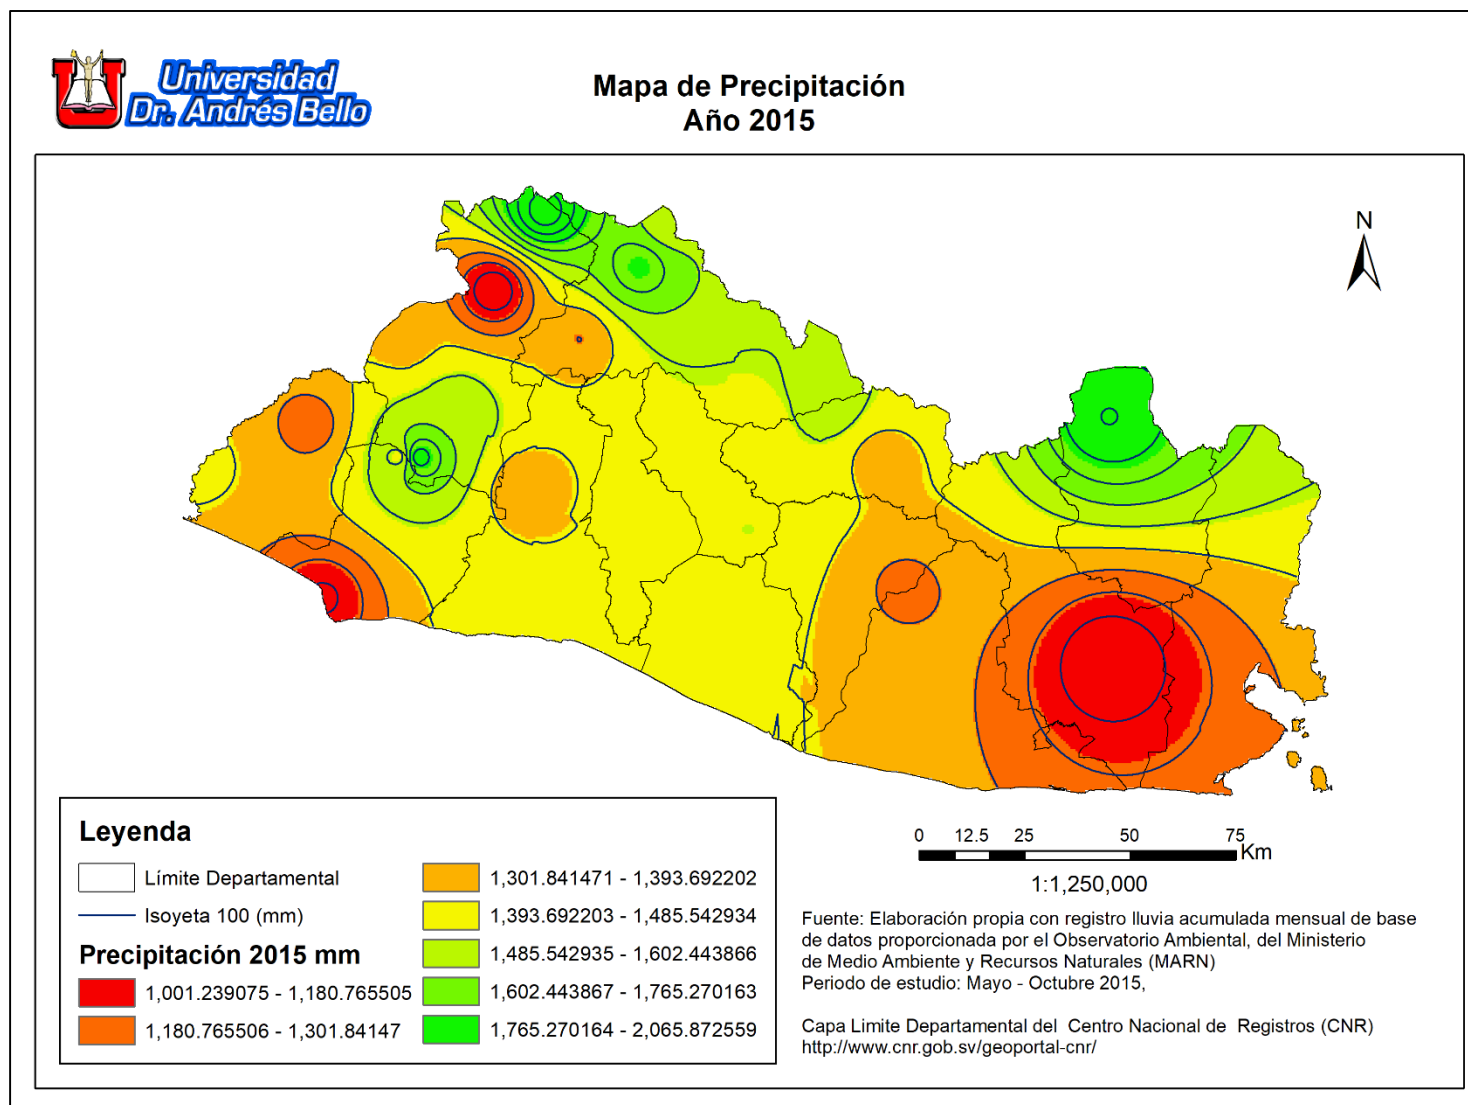 Universidad
Dr. Andrés Bello
Mapa de Precipitación
Año 2015
N
Leyenda
Límite Departamental
Isoyeta 100 (mm)
Precipitación 2015 mm
1,001.239075 - 1,180.765505
1,180.765506 - 1,301.84147
1,301.841471 - 1,393.692202
1,393.692203 - 1,485.542934
1,485.542935 - 1,602.443866
1,602.443867 - 1,765.270163
1,765.270164 - 2,065.872559
0 12.5 25 50 75
Km
1:1,250,000
Fuente: Elaboración propia con registro lluvia acumulada mensual de base
de datos proporcionada por el Observatorio Ambiental, del Ministerio
de Medio Ambiente y Recursos Naturales (MARN)
Periodo de estudio: Mayo - Octubre 2015,
Capa Limite Departamental del Centro Nacional de Registros (CNR)
http://www.cnr.gob.sv/geoportal-cnr/